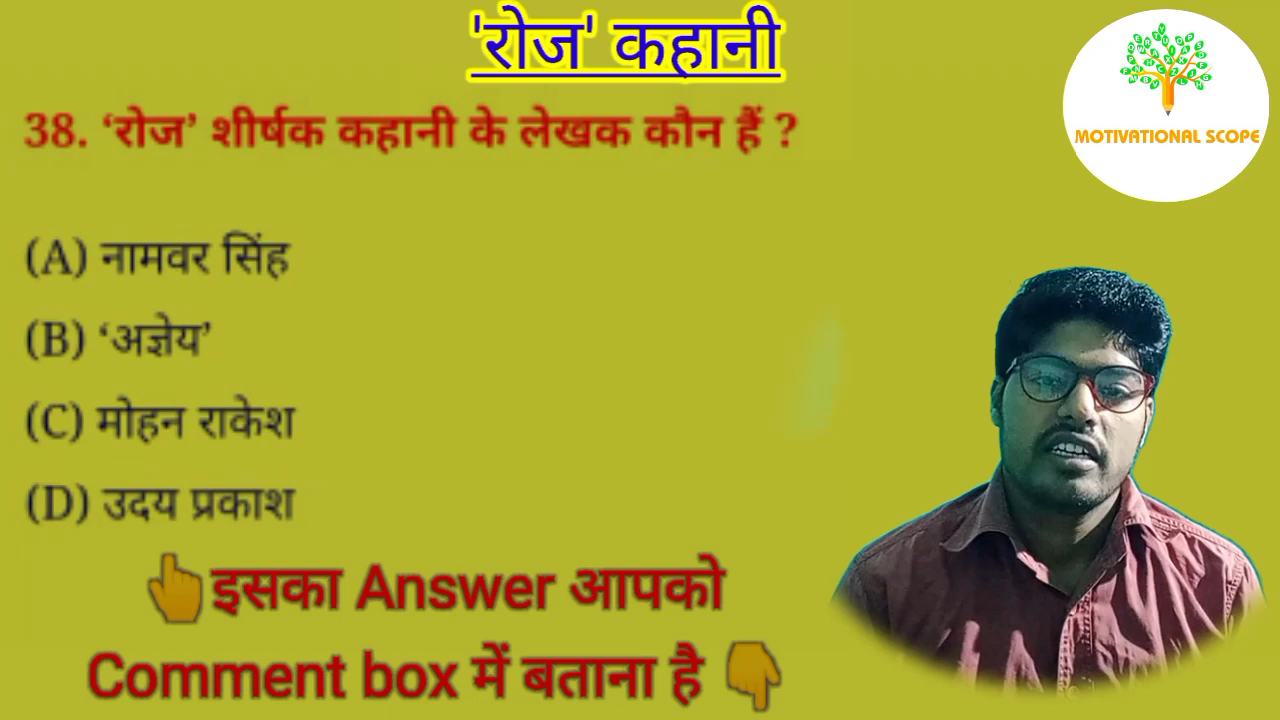 'रोज' कहानी
MOTIVATIONAL SCOPE
38. ‘रोज’ शीर्षक कहानी के लेखक कौन हैं ?
(A) नामवर सिंह
(B) ‘अज्ञेय’
(C) मोहन राकेश
(D) उदय प्रकाश
👆इसका Answer आपको
Comment box में बताना है 👇